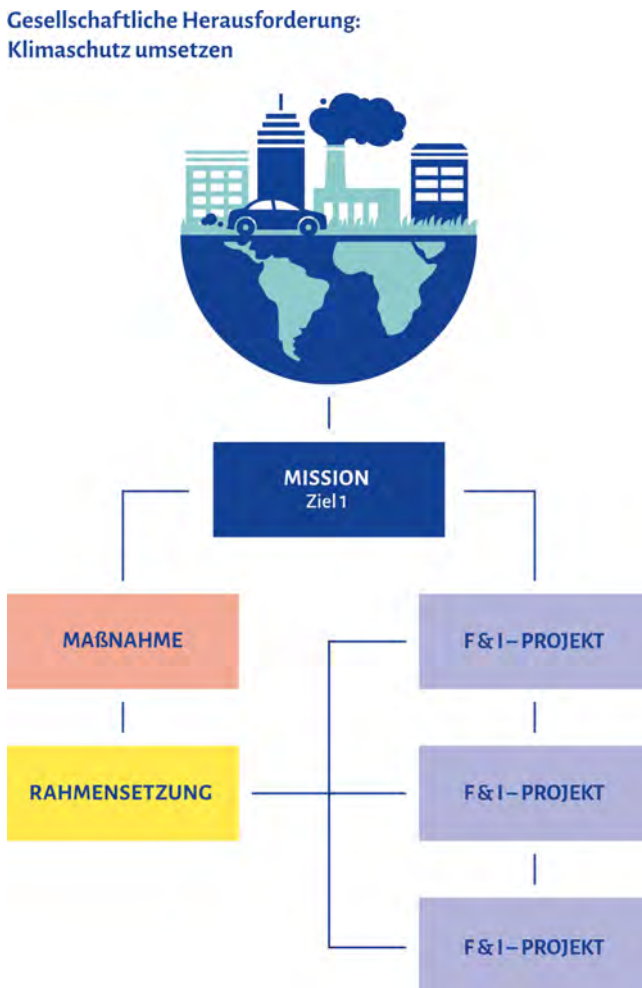 Gesellschaftliche Herausforderung:
Klimaschutz umsetzen
MISSION
Ziel 1
MAßNAHME
F & I – PROJEKT
RAHMENSETZUNG
F & I – PROJEKT
F & I – PROJEKT